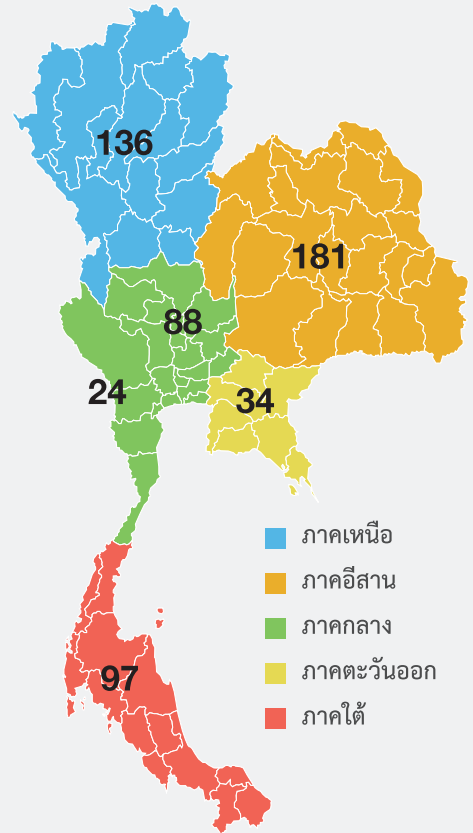 136
181
88
24
34
97
ภาคเหนือ
ภาคอีสาน
ภาคกลาง
ภาคตะวันออก
ภาคใต้